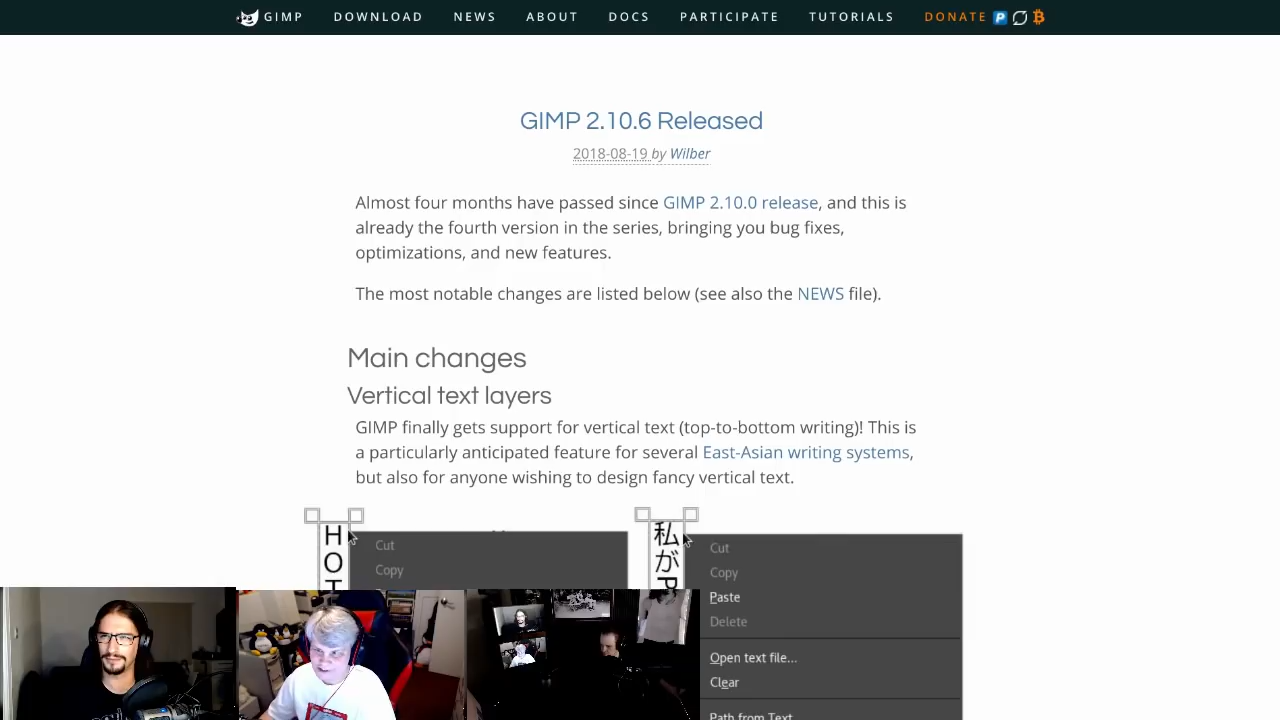 GIMP DOWNLOAD NEWS ABOUT DOCS PARTICIPATE TUTORIALS DONATE
GIMP 2.10.6 Released
2018-08-19 by Wilber
Almost four months have passed since GIMP 2.10.0 release, and this is
already the fourth version in the series, bringing you bug fixes,
optimizations, and new features.
The most notable changes are listed below (see also the NEWS file).
Main changes
Vertical text layers
GIMP finally gets support for vertical text (top-to-bottom writing)! This is
a particularly anticipated feature for several East-Asian writing systems,
but also for anyone wishing to design fancy vertical text.
HOT
Cut
Copy
私がP
Cut
Copy
Paste
Delete
Open text file...
Clear
Path from Text